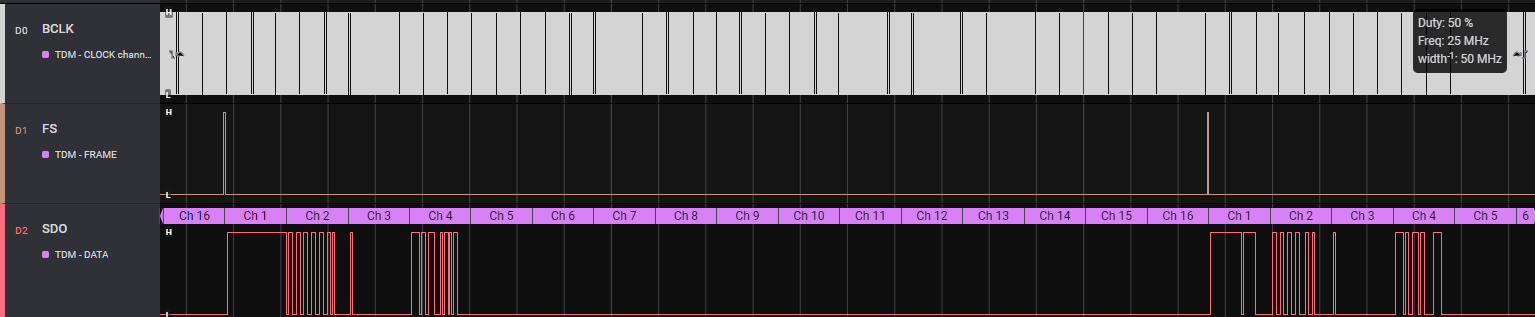 D0 BCLK
TDM - CLOCK chann...
H
L
Duty: 50 %
Freq: 25 MHz
width-1: 50 MHz
D1 FS
TDM - FRAME
H
L
D2 SDO
TDM - DATA
Ch 16 Ch 1 Ch 2 Ch 3 Ch 4 Ch 5 Ch 6 Ch 7 Ch 8 Ch 9 Ch 10 Ch 11 Ch 12 Ch 13 Ch 14 Ch 15 Ch 16 Ch 1 Ch 2 Ch 3 Ch 4 Ch 5 6
H
L